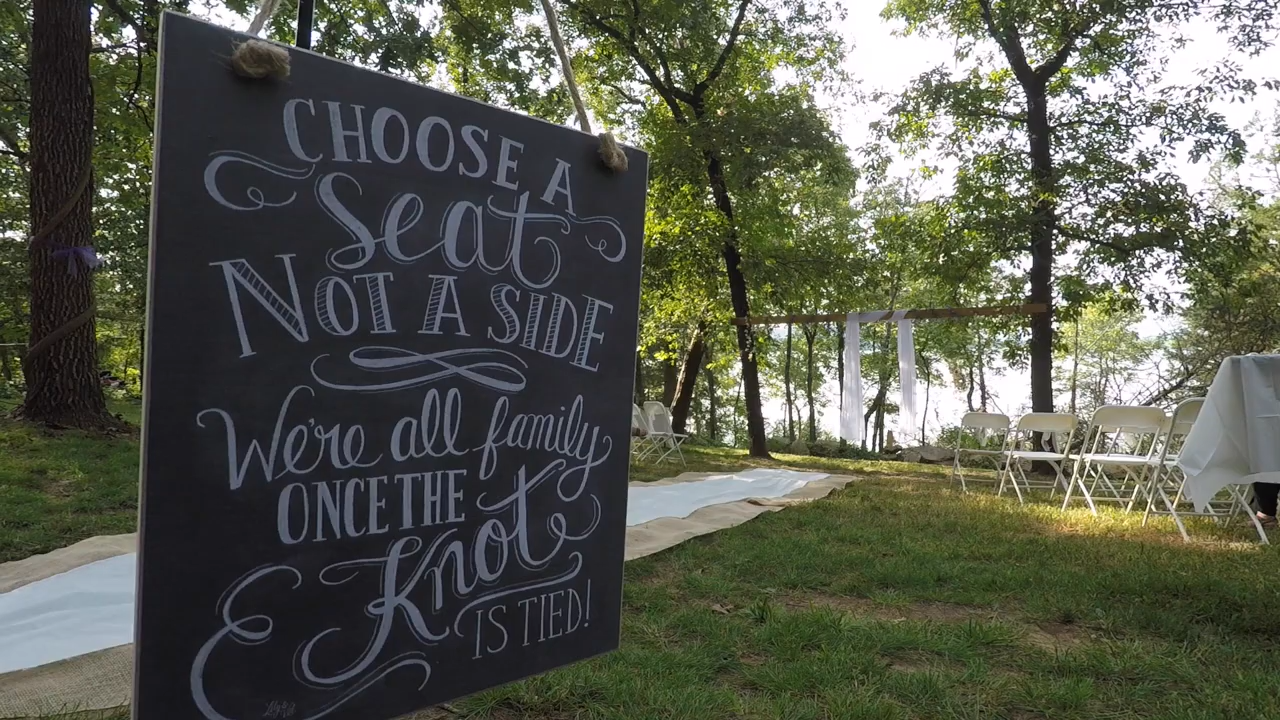 CHOOSE A
Seat
NOT A SIDE
We're all family
ONCE THE
Knot
IS TIED!